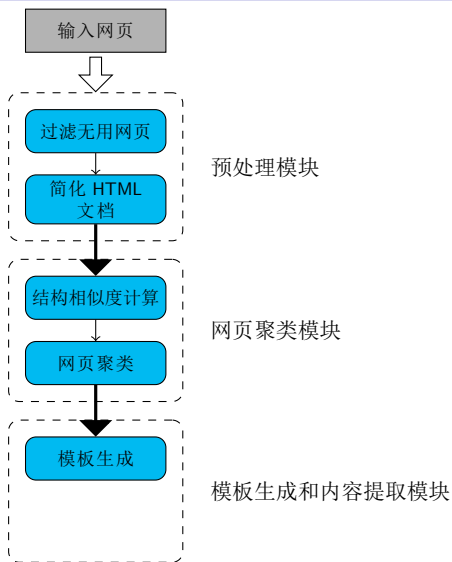 输入网页
过滤无用网页
简化 HTML
文档
预处理模块
结构相似度计算
网页聚类
网页聚类模块
模板生成
模板生成和内容提取模块